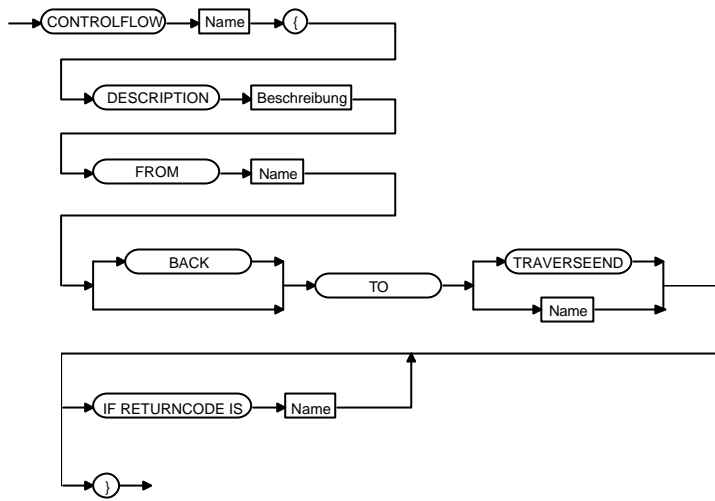 CONTROLFLOW Name {
DESCRIPTION Beschreibung
FROM Name
BACK
TO
TRAVERSEEND
Name
IF RETURNCODE IS Name
}